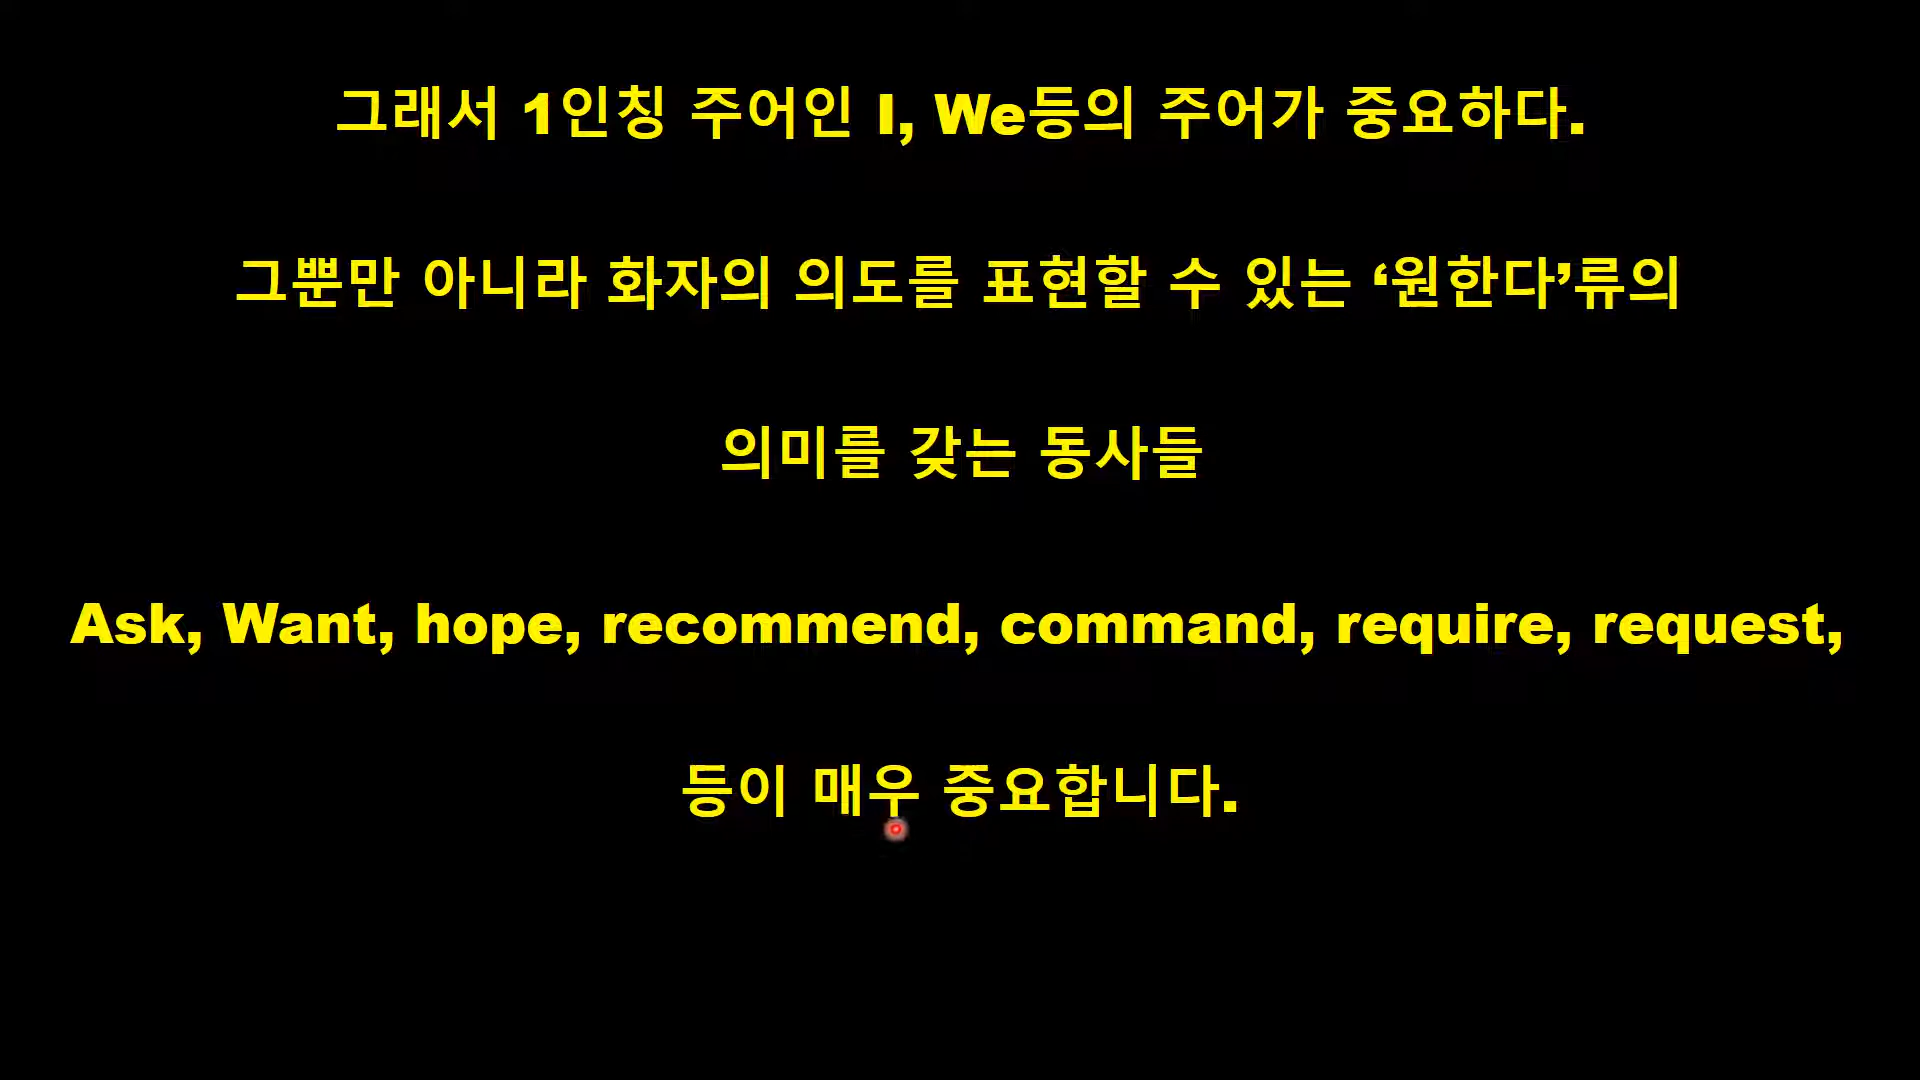 그래서 1인칭 주어인 I, We등의 주어가 중요하다.
그뿐만 아니라 화자의 의도를 표현할 수 있는 ‘원한다’류의
의미를 갖는 동사들
Ask, Want, hope, recommend, command, require, request,
등이 매우 중요합니다.